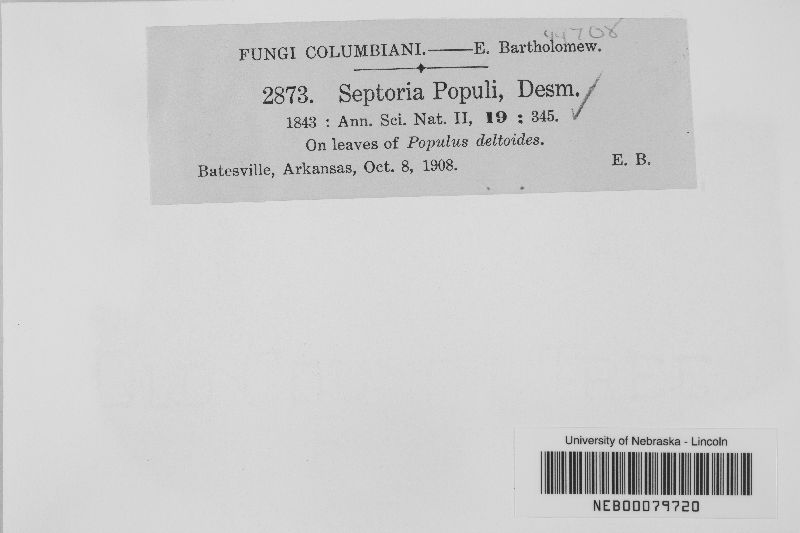 44708
FUNGI COLUMBIANI.——E. Bartholomew.
2873. Septoria Populi, Desm.
1843 : Ann. Sci. Nat. II, 19 : 345.
On leaves of Populus deltoides.
Batesville, Arkansas, Oct. 8, 1908. E. B.
University of Nebraska - Lincoln
NEB00079720